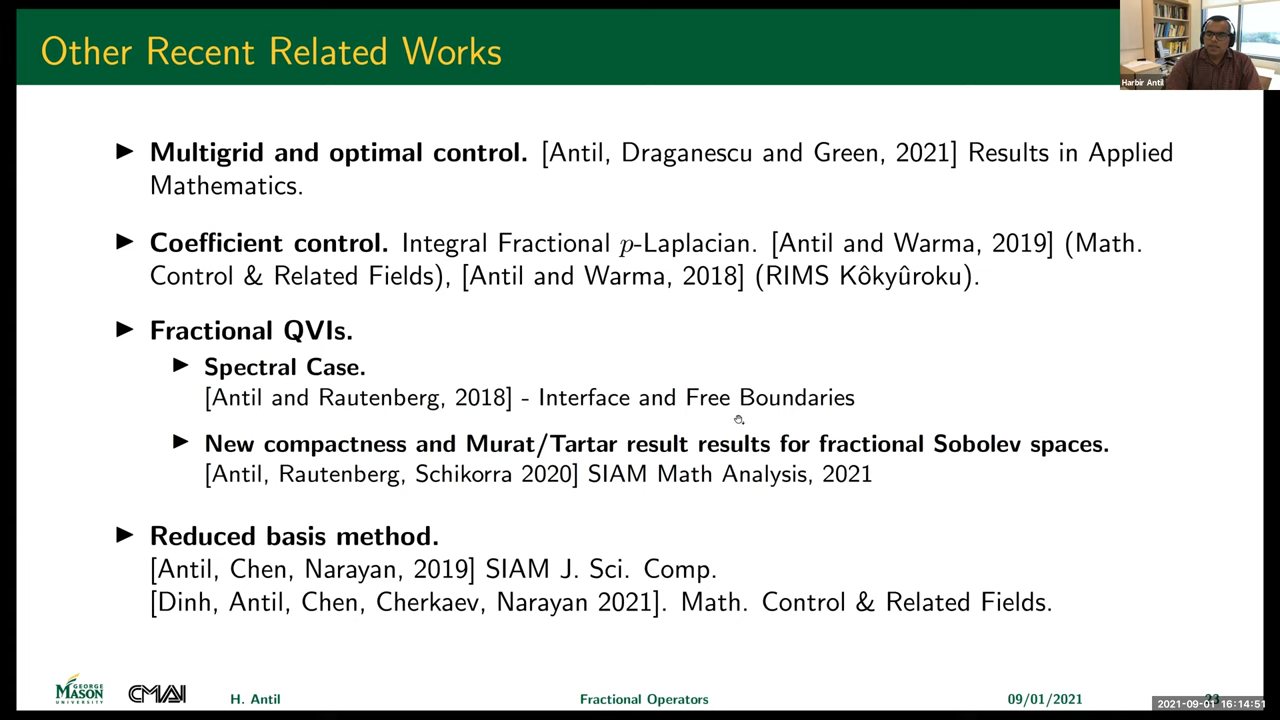 Other Recent Related Works
Harbir Antil
Multigrid and optimal control. [Antil, Draganescu and Green, 2021] Results in Applied
Mathematics.
Coefficient control. Integral Fractional p-Laplacian. [Antil and Warma, 2019] (Math.
Control & Related Fields), [Antil and Warma, 2018] (RIMS Kôkyûroku).
Fractional QVIs.
Spectral Case.
[Antil and Rautenberg, 2018] - Interface and Free Boundaries
New compactness and Murat/Tartar result results for fractional Sobolev spaces.
[Antil, Rautenberg, Schikorra 2020] SIAM Math Analysis, 2021
Reduced basis method.
[Antil, Chen, Narayan, 2019] SIAM J. Sci. Comp.
[Dinh, Antil, Chen, Cherkaev, Narayan 2021]. Math. Control & Related Fields.
GEORGE
MASON
UNIVERSITY
CMAI
H. Antil
Fractional Operators
09/01/2021
23
2021-09-01 16:14:51